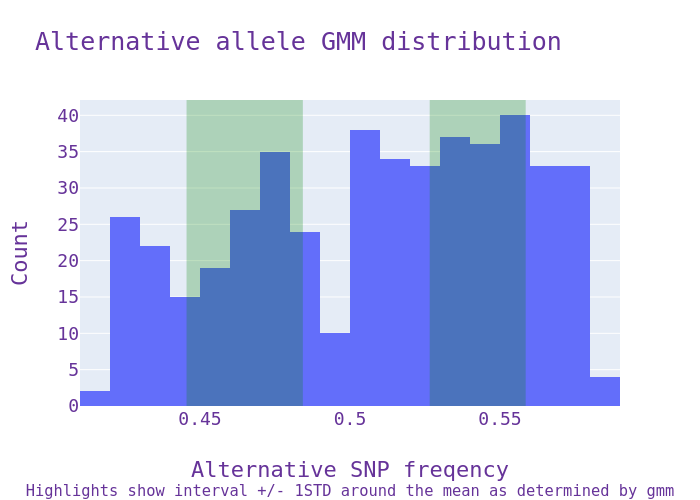 Alternative allele GMM distribution
40
35
30
25
20
15
10
5
0
Count
0.45 0.5 0.55
Alternative SNP freqency
Highlights show interval +/- 1STD around the mean as determined by gmm